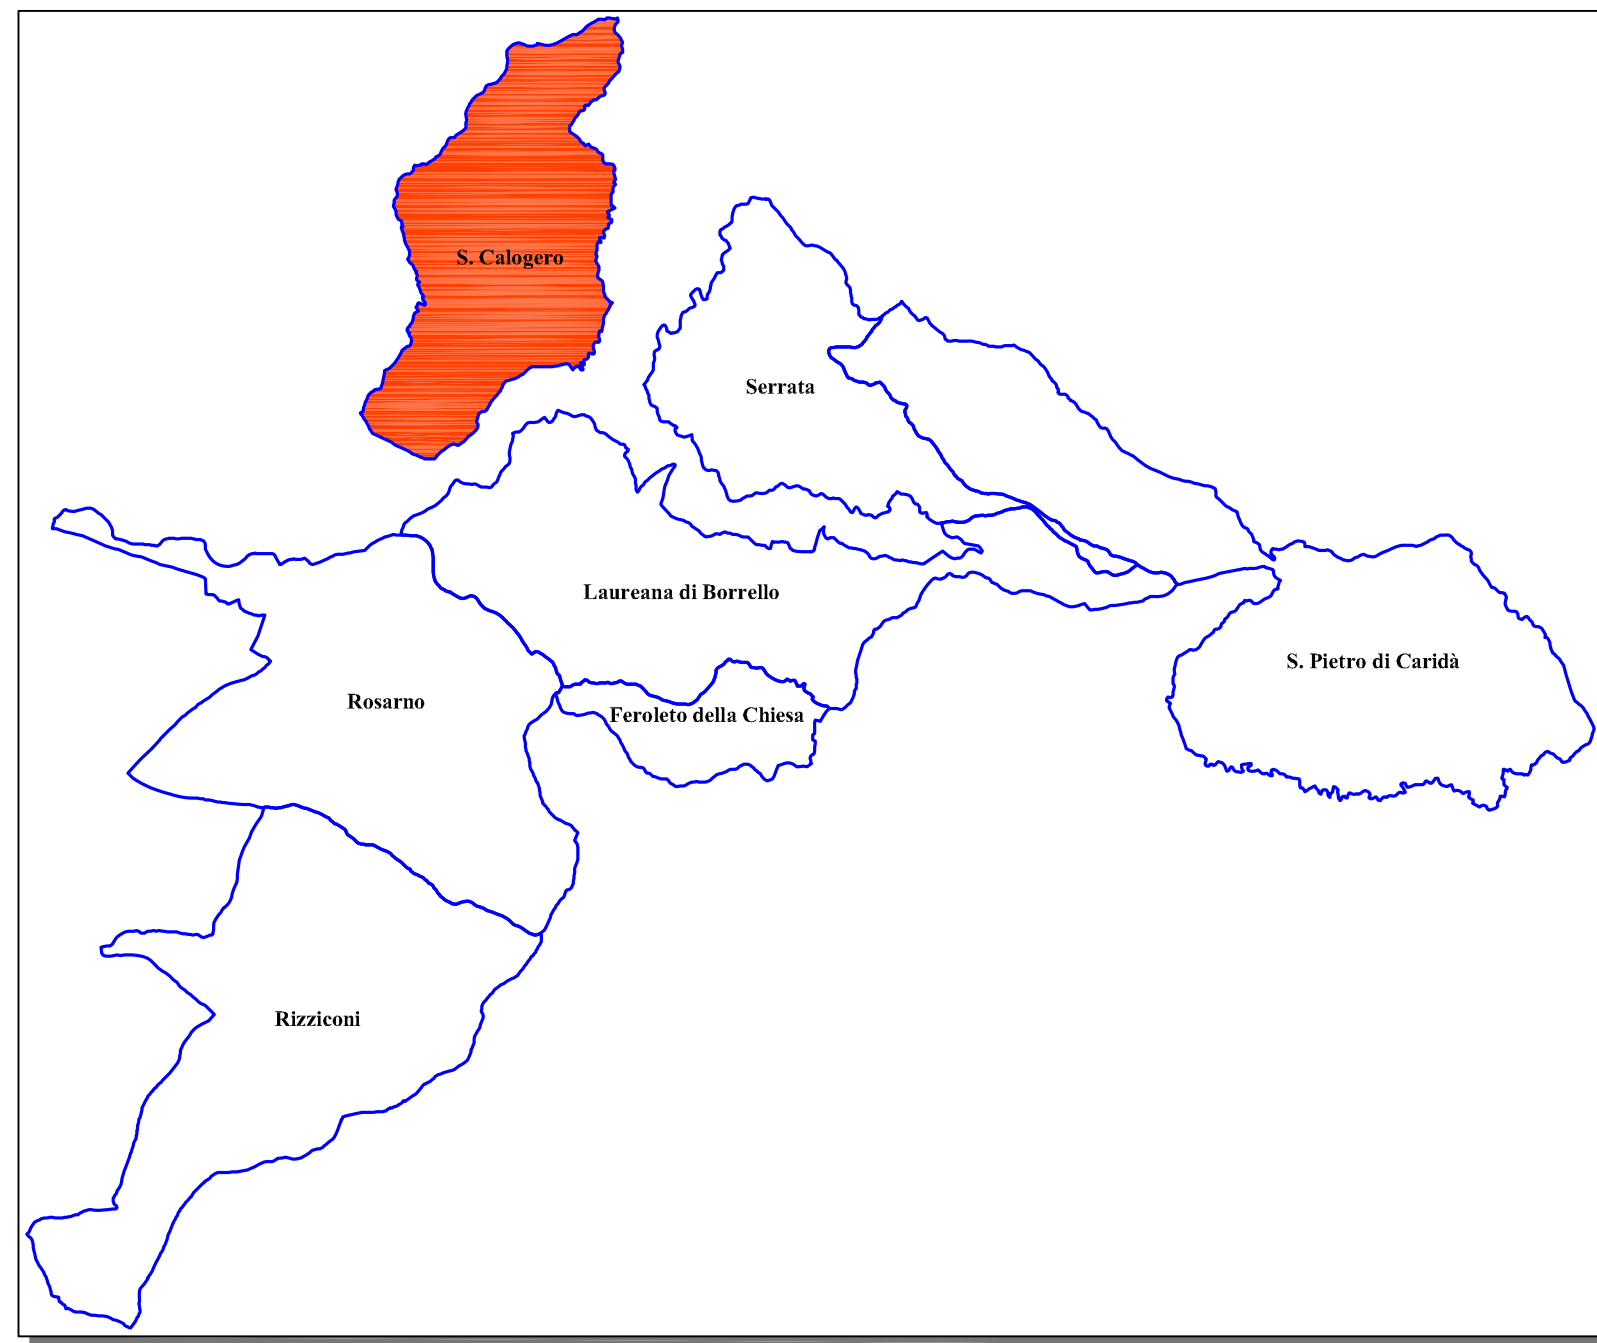 S. Calogero
Serrata
Laureana di Borrello
S. Pietro di Caridà
Rosarno
Feroleto della Chiesa
Rizziconi